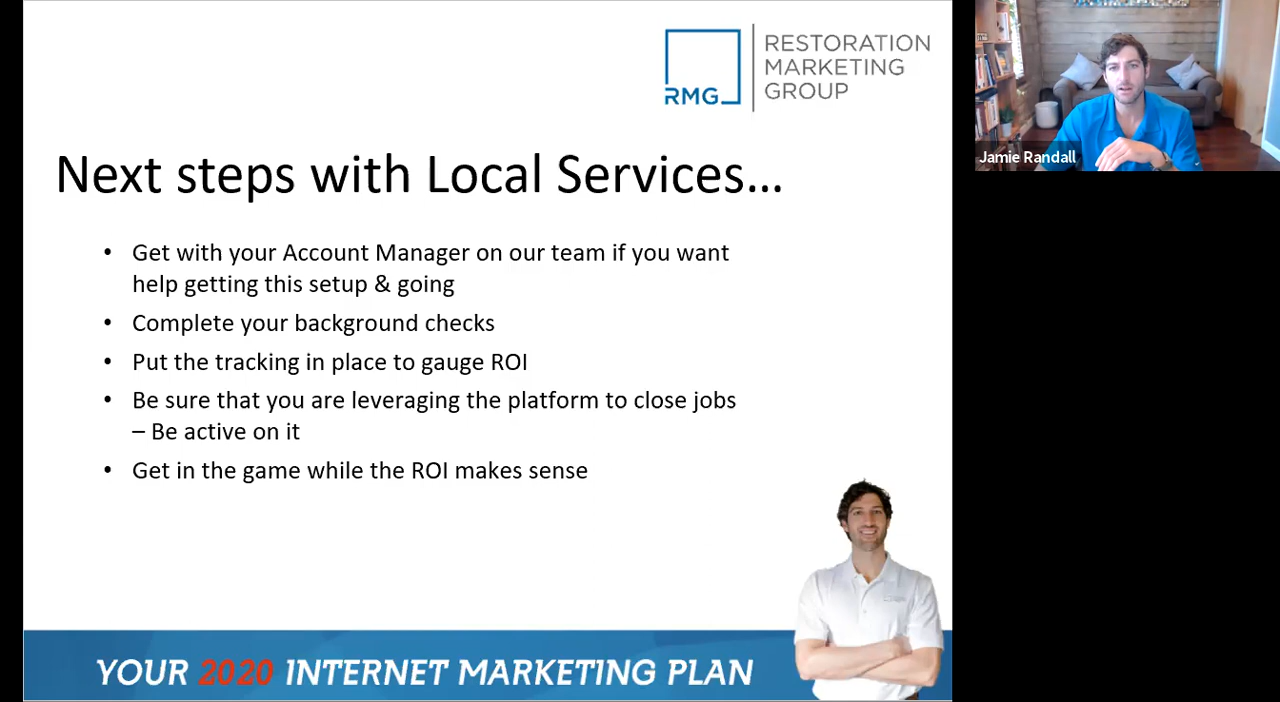 RESTORATION
MARKETING
GROUP
RMG
Next steps with Local Services...
• Get with your Account Manager on our team if you want
help getting this setup & going
• Complete your background checks
• Put the tracking in place to gauge ROI
• Be sure that you are leveraging the platform to close jobs
– Be active on it
• Get in the game while the ROI makes sense
YOUR 2020 INTERNET MARKETING PLAN
Jamie Randall